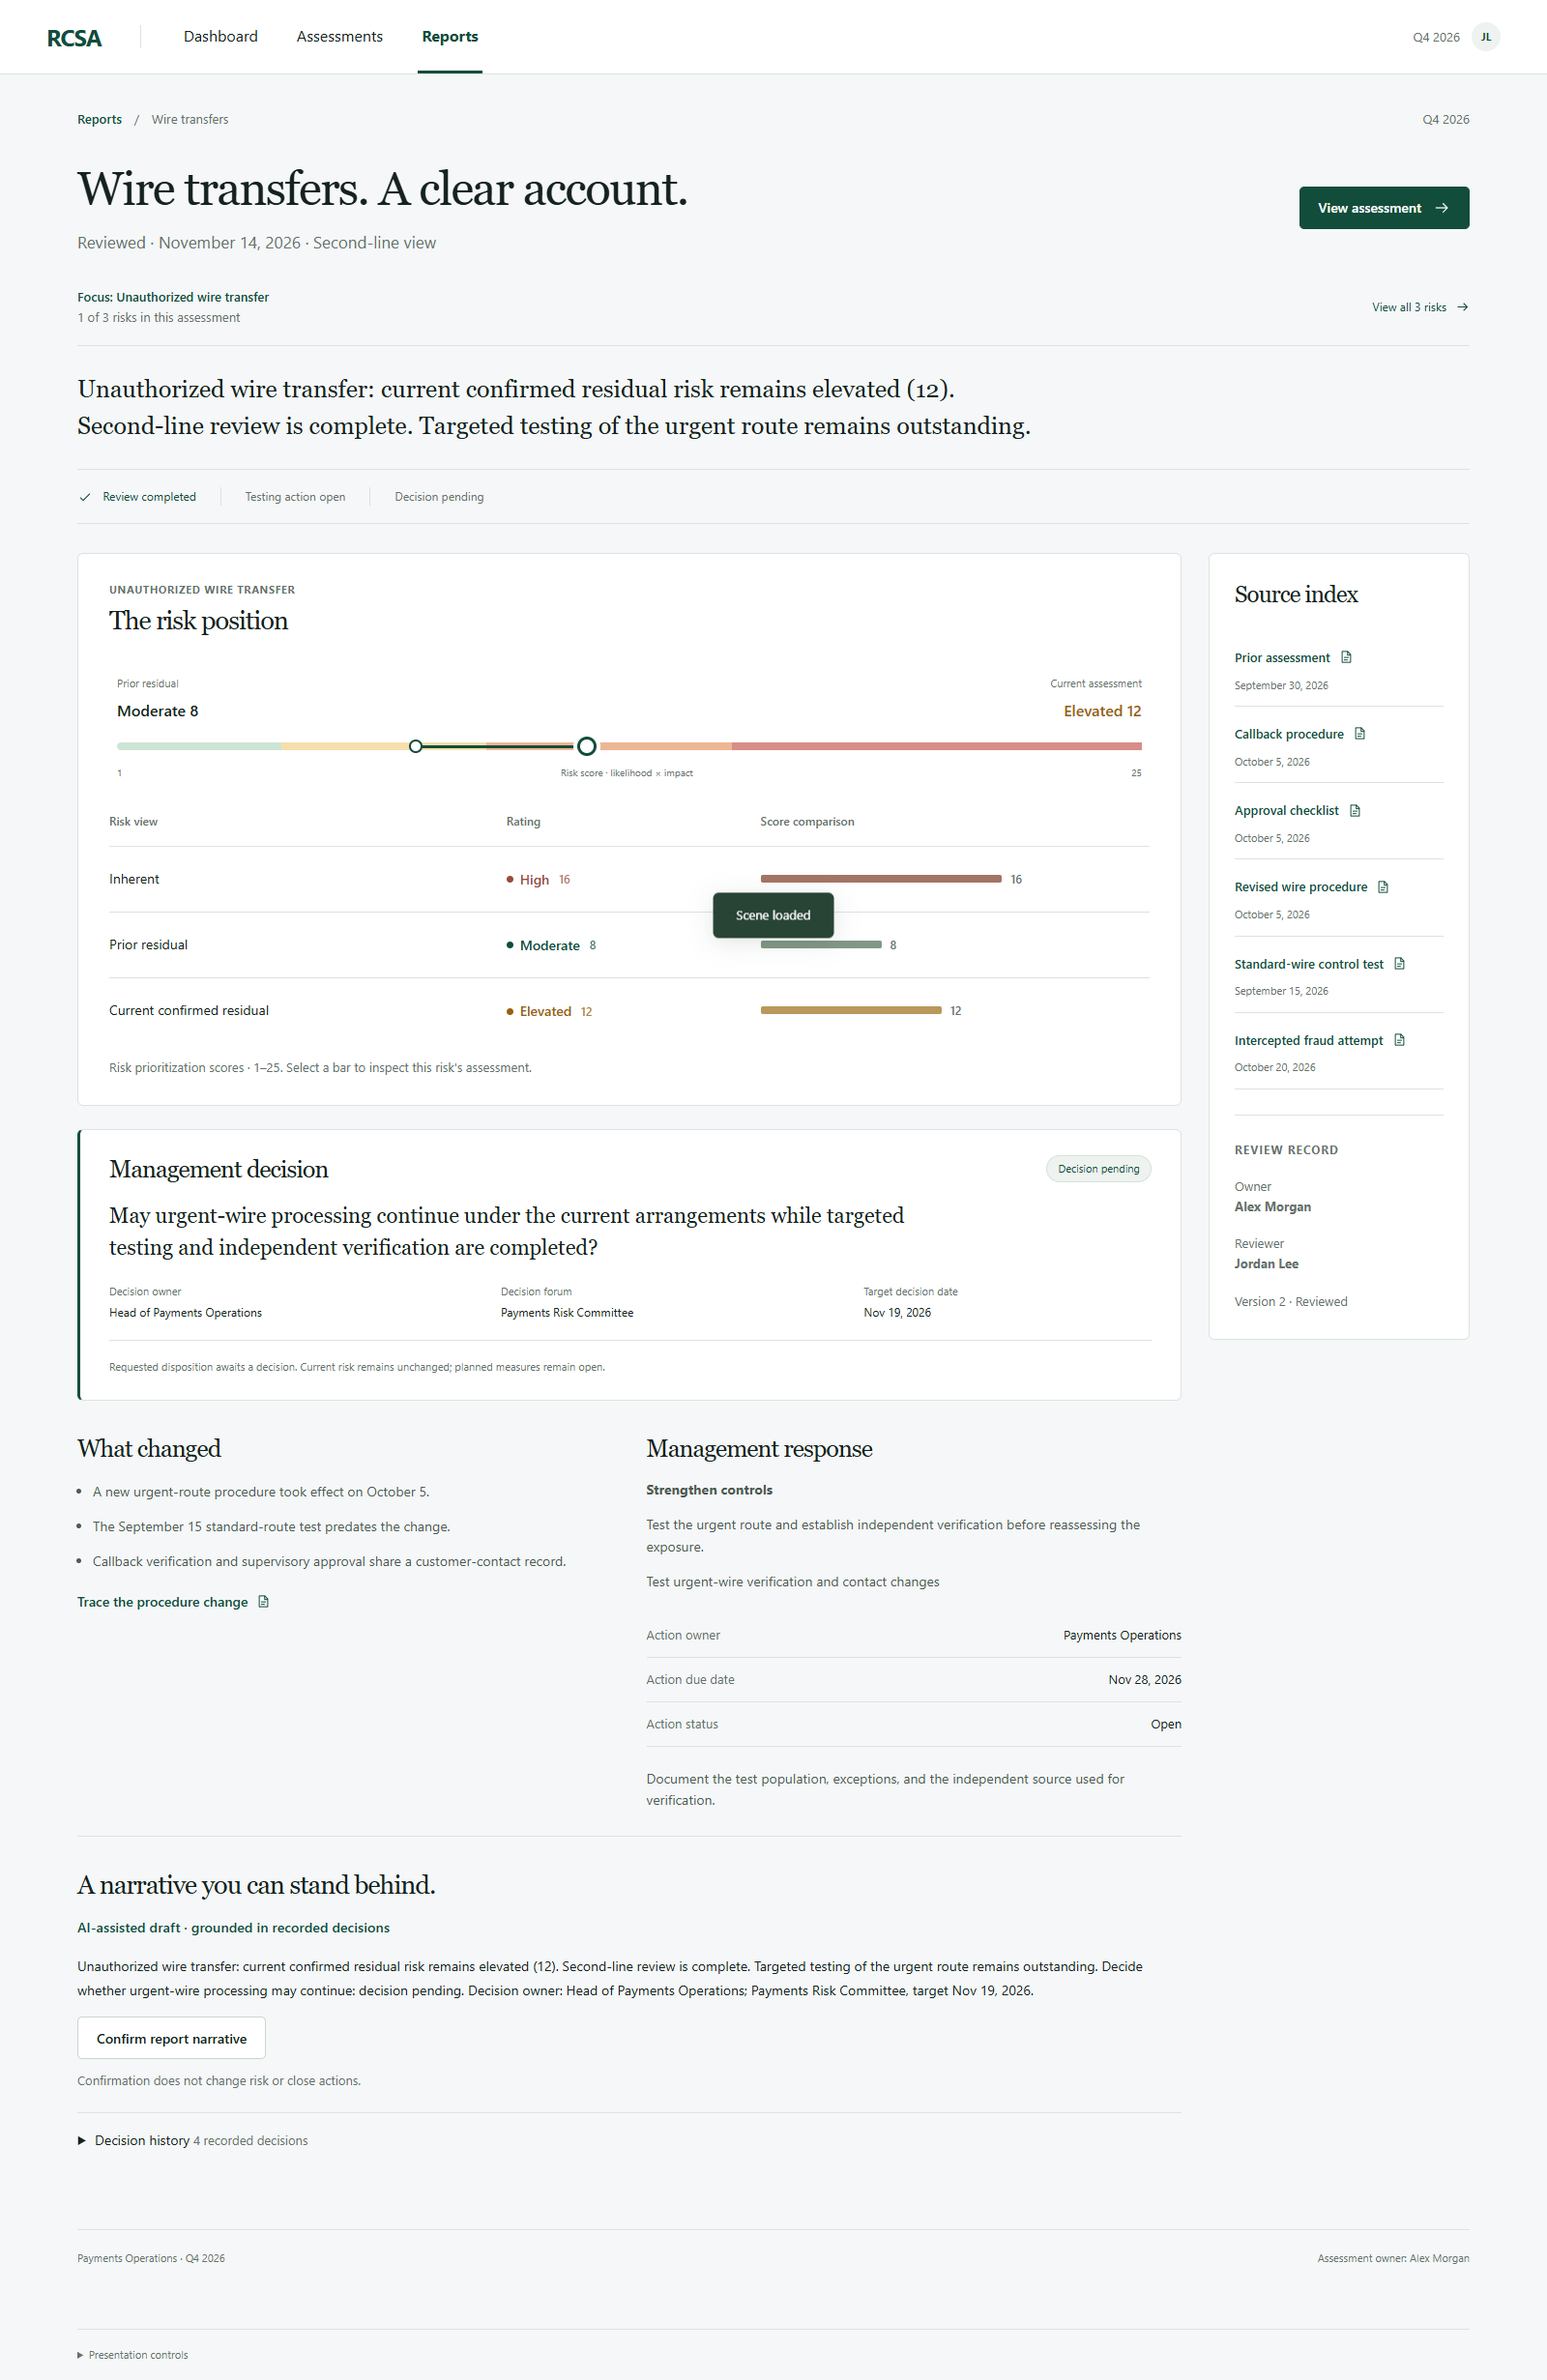 RCSA
Dashboard
Assessments
Reports
Q4 2026
JL
Reports / Wire transfers
Q4 2026
Wire transfers. A clear account.
Reviewed · November 14, 2026 · Second-line view
View assessment →
Focus: Unauthorized wire transfer
1 of 3 risks in this assessment
View all 3 risks →
Unauthorized wire transfer: current confirmed residual risk remains elevated (12).
Second-line review is complete. Targeted testing of the urgent route remains outstanding.
Review completed
Testing action open
Decision pending
UNAUTHORIZED WIRE TRANSFER
The risk position
Prior residual
Current assessment
Moderate 8
Elevated 12
1
Risk score · likelihood × impact
25
Risk view
Rating
Score comparison
Inherent
High 16
16
Scene loaded
Prior residual
Moderate 8
8
Current confirmed residual
Elevated 12
12
Risk prioritization scores · 1–25. Select a bar to inspect this risk's assessment.
Source index
Prior assessment
September 30, 2026
Callback procedure
October 5, 2026
Approval checklist
October 5, 2026
Revised wire procedure
October 5, 2026
Standard-wire control test
September 15, 2026
Intercepted fraud attempt
October 20, 2026
REVIEW RECORD
Owner
Alex Morgan
Reviewer
Jordan Lee
Version 2 · Reviewed
Management decision
Decision pending
May urgent-wire processing continue under the current arrangements while targeted
testing and independent verification are completed?
Decision owner
Head of Payments Operations
Decision forum
Payments Risk Committee
Target decision date
Nov 19, 2026
Requested disposition awaits a decision. Current risk remains unchanged; planned measures remain open.
What changed
• A new urgent-route procedure took effect on October 5.
• The September 15 standard-route test predates the change.
• Callback verification and supervisory approval share a customer-contact record.
Trace the procedure change
Management response
Strengthen controls
Test the urgent route and establish independent verification before reassessing the
exposure.
Test urgent-wire verification and contact changes
Action owner
Payments Operations
Action due date
Nov 28, 2026
Action status
Open
Document the test population, exceptions, and the independent source used for
verification.
A narrative you can stand behind.
AI-assisted draft · grounded in recorded decisions
Unauthorized wire transfer: current confirmed residual risk remains elevated (12). Second-line review is complete. Targeted testing of the urgent route remains outstanding. Decide
whether urgent-wire processing may continue: decision pending. Decision owner: Head of Payments Operations; Payments Risk Committee, target Nov 19, 2026.
Confirm report narrative
Confirmation does not change risk or close actions.
Decision history 4 recorded decisions
Payments Operations · Q4 2026
Assessment owner: Alex Morgan
Presentation controls